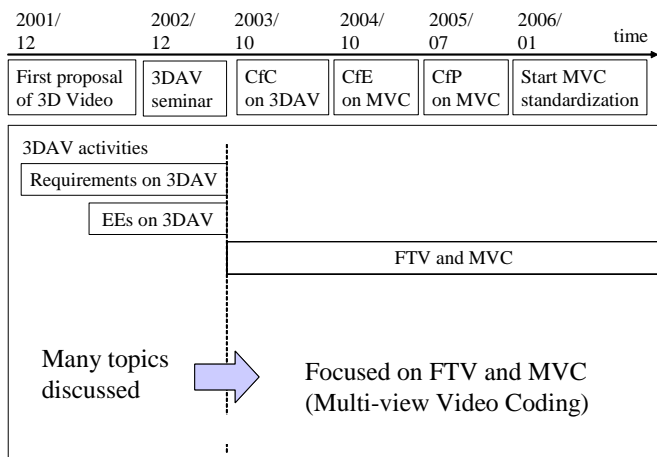 2001/ 2002/ 2003/ 2004/ 2005/ 2006/
12 12 10 10 07 01 time
First proposal
of 3D Video
3DAV
seminar
CfC
on 3DAV
CfE
on MVC
CfP
on MVC
Start MVC
standardization
3DAV activities
Requirements on 3DAV
EEs on 3DAV
FTV and MVC
Many topics
discussed
Focused on FTV and MVC
(Multi-view Video Coding)